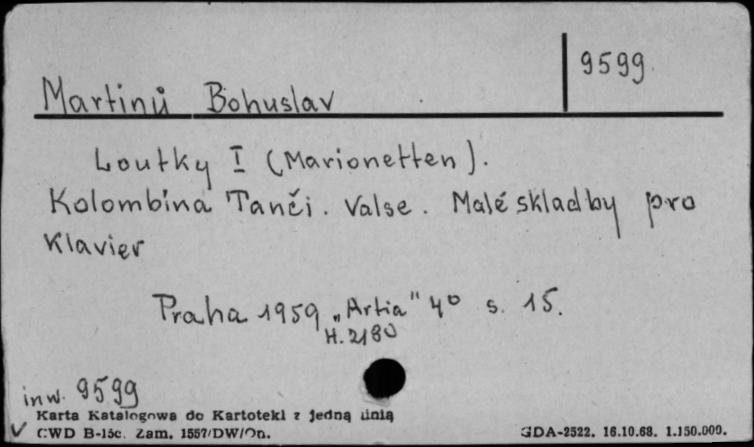 9599.
Martinů Bohuslav
Loutky I (Marionetten).
Kolombína Tančí. Valse. Malé skladby pro
Klavier
Praha 1959 „Artia" 4° s. 15.
H. 2180
inw. 9599
Karta Katalogowa do Kartoteki z jedną linią
CWD B-15c. Zam. 1557/DW/On.
GDA-2522. 16.10.68. 1.150.000.